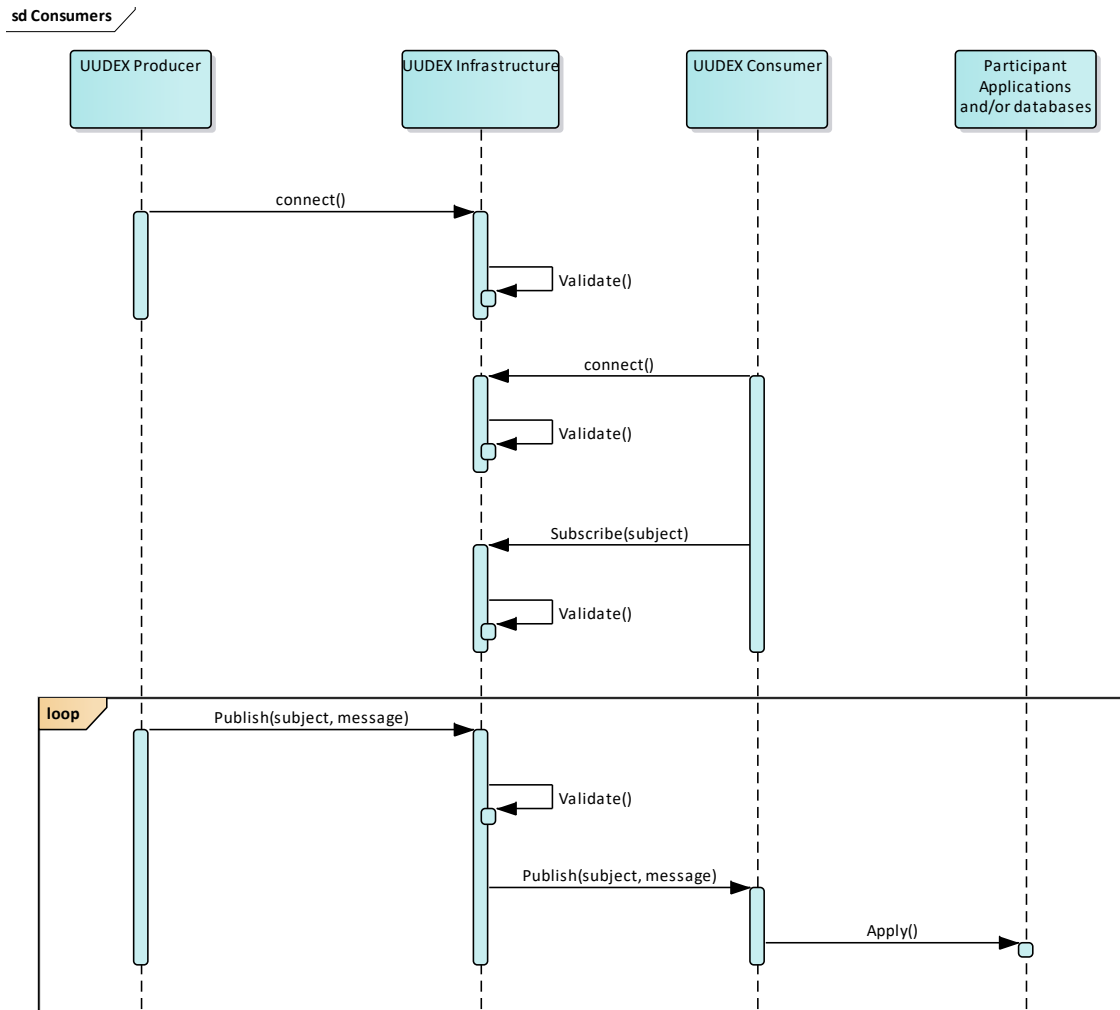 sd Consumers
UUDEX Producer
UUDEX Infrastructure
UUDEX Consumer
Participant
Applications
and/or databases
connect()
Validate()
connect()
Validate()
Subscribe(subject)
Validate()
loop
Publish(subject, message)
Validate()
Publish(subject, message)
Apply()